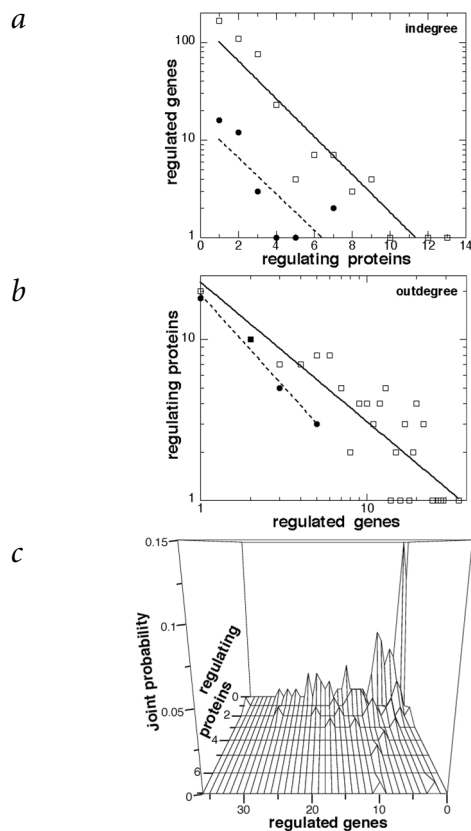 a
indegree
100
10
1
regulated genes
0 2 4 6 8 10 12 14
regulating proteins
b
outdegree
10
1
regulating proteins
1 10
regulated genes
c
0.15
0.1
0.05
0
joint probability
regulating
proteins
0
2
4
6
30 20 10 0
regulated genes